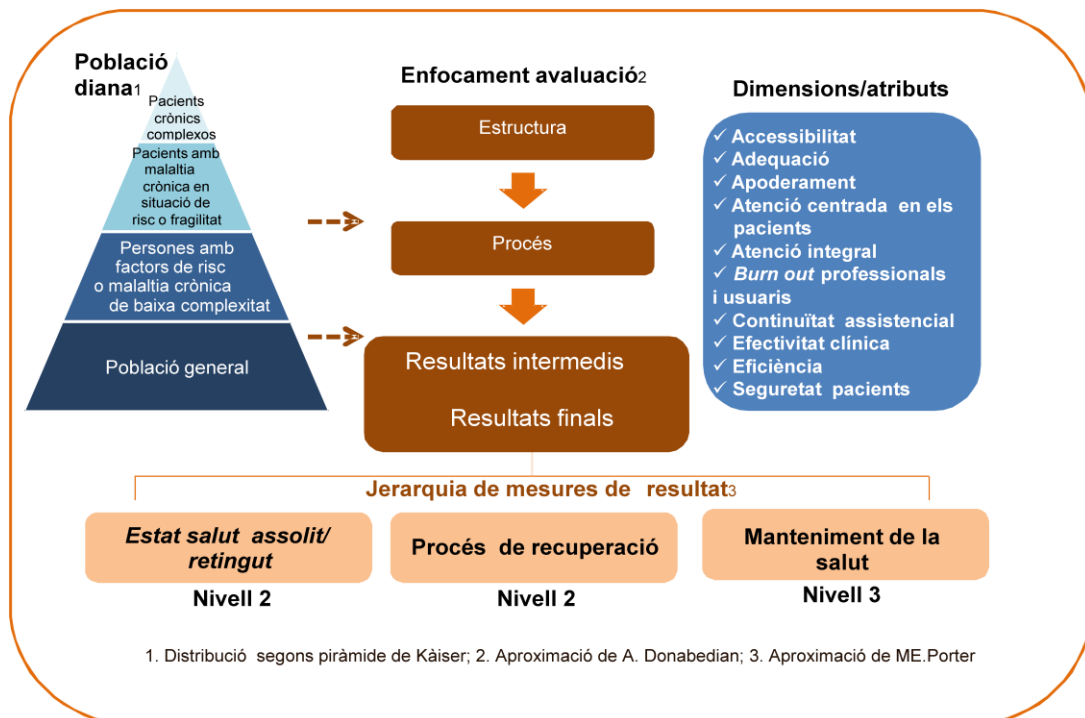 Població
diana1
Pacients
crònics
complexos
Pacients amb
malaltia
crònica en
situació de
risc o fragilitat
Persones amb
factors de risc
o malaltia crònica
de baixa complexitat
Població general
Enfocament avaluació2
Estructura
Procés
Resultats intermedis
Resultats finals
Dimensions/atributs
✓ Accessibilitat
✓ Adequació
✓ Apoderament
✓ Atenció centrada en els
pacients
✓ Atenció integral
✓ Burn out professionals
i usuaris
✓ Continuïtat assistencial
✓ Efectivitat clínica
✓ Eficiència
✓ Seguretat pacients
Jerarquia de mesures de resultat3
Estat salut assolit/
retingut
Nivell 2
Procés de recuperació
Nivell 2
Manteniment de la
salut
Nivell 3
1. Distribució segons piràmide de Kàiser; 2. Aproximació de A. Donabedian; 3. Aproximació de ME.Porter